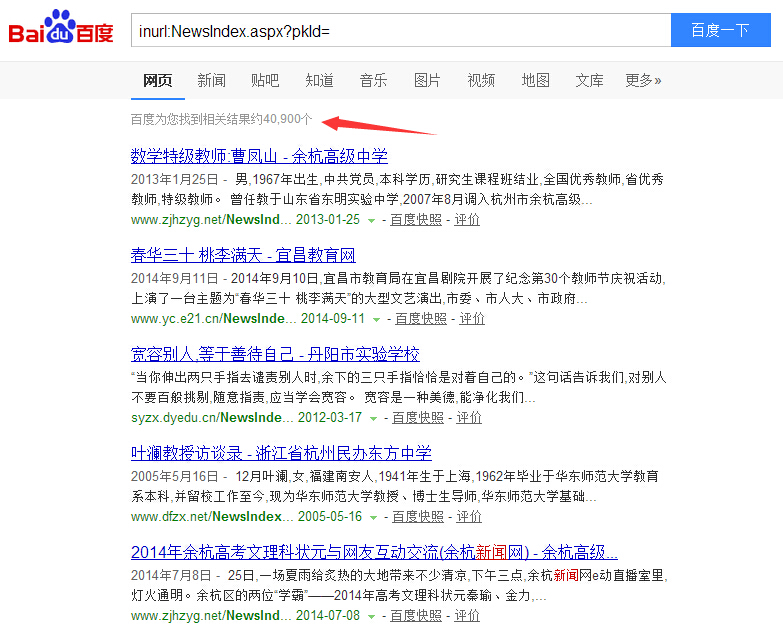 Bai du 百度
inurl:NewsIndex.aspx?pkId=
百度一下
网页 新闻 贴吧 知道 音乐 图片 视频 地图 文库 更多»
百度为您找到相关结果约40,900个
数学特级教师:曹凤山 - 余杭高级中学
2013年1月25日 - 男,1967年出生,中共党员,本科学历,研究生课程班结业,全国优秀教师,省优秀
教师,特级教师。 曾任教于山东省东明实验中学,2007年8月调入杭州市余杭高级...
www.zjhzyg.net/NewsInd... 2013-01-25 - 百度快照 - 评价
春华三十 桃李满天 - 宜昌教育网
2014年9月11日 - 2014年9月10日,宜昌市教育局在宜昌剧院开展了纪念第30个教师节庆祝活动,
上演了一台主题为“春华三十 桃李满天”的大型文艺演出,市委、市人大、市政府...
www.yc.e21.cn/NewsInde... 2014-09-11 - 百度快照 - 评价
宽容别人,等于善待自己 - 丹阳市实验学校
“当你伸出两只手指去谴责别人时,余下的三只手指恰恰是对着自己的。”这句话告诉我们,对别人
不要百般挑剔,随意指责,应当学会宽容。 宽容是一种美德,能净化我们...
syzx.dyedu.cn/NewsInde... 2012-03-17 - 百度快照 - 评价
叶澜教授访谈录 - 浙江省杭州民办东方中学
2005年5月16日 - 12月叶澜,女,福建南安人,1941年生于上海,1962年毕业于华东师范大学教育
系本科,并留校工作至今,现为华东师范大学教授、博士生导师,华东师范大学基础...
www.dfzx.net/NewsIndex... 2005-05-16 - 百度快照 - 评价
2014年余杭高考文理科状元与网友互动交流(余杭新闻网) - 余杭高级...
2014年7月8日 - 25日,一场夏雨给炙热的大地带来不少清凉,下午三点,余杭新闻网e动直播室里,
灯火通明。余杭区的两位“学霸”——2014年高考文理科状元秦瑜、金力,...
www.zjhzyg.net/NewsInd... 2014-07-08 - 百度快照 - 评价